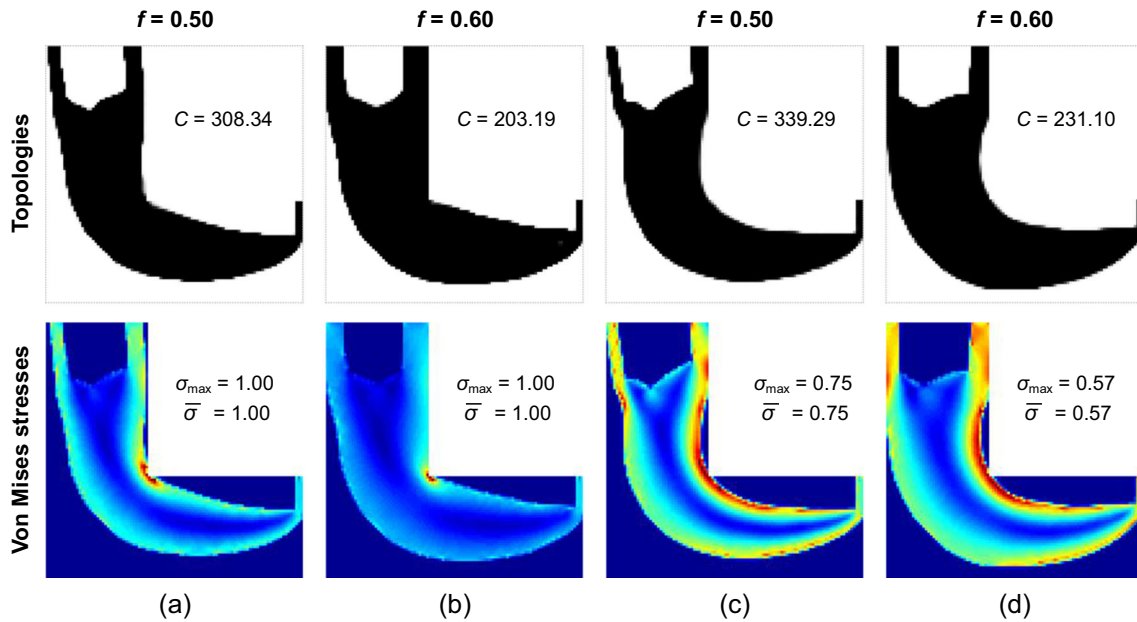 f = 0.50
f = 0.60
f = 0.50
f = 0.60
Topologies
C = 308.34
C = 203.19
C = 339.29
C = 231.10
Von Mises stresses
σmax = 1.00
σ̅ = 1.00
σmax = 1.00
σ̅ = 1.00
σmax = 0.75
σ̅ = 0.75
σmax = 0.57
σ̅ = 0.57
(a)
(b)
(c)
(d)